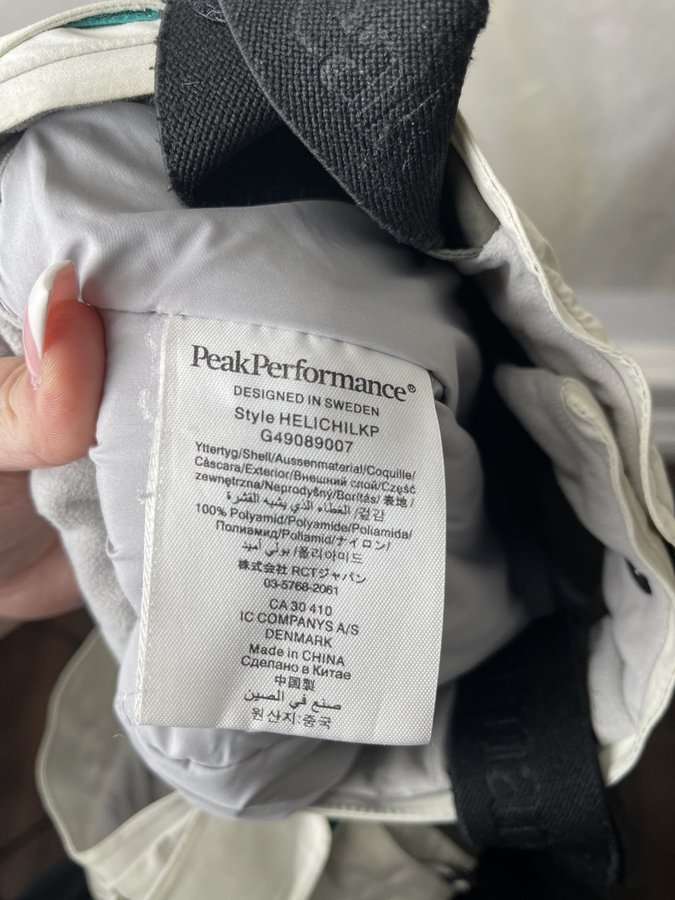 PeakPerformance®
DESIGNED IN SWEDEN
Style HELICHILKP
G49089007
Yttertyg/Shell/Aussenmaterial/Coquille/
Càscara/Exterior/Внешний слой/Część
zewnętrzna/Neprodyšny/Borítás/ 表地/
겉감/ الغطاء الذي يشبه القشرة
100% Polyamid/Polyamide/Poliamida/
Полиамид/Poliamid/ナイロン/
폴리아미드/ بولي أميد
株式会社 RCTジャパン
03-5768-2061
CA 30 410
IC COMPANYS A/S
DENMARK
Made in CHINA
Сделано в Китае
中国製
صنع في الصين
원산지:중국